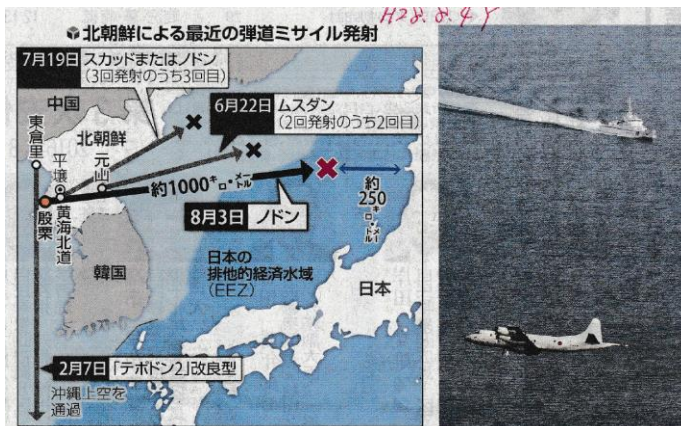 H28.8.4Y
北朝鮮による最近の弾道ミサイル発射
7月19日 スカッドまたはノドン
(3回発射のうち3回目)
中国
6月22日 ムスダン
(2回発射のうち2回目)
東倉里
北朝鮮
平壌
元山
約1000キロ・メートル
約250キロ・メートル
殷栗
黄海北道
8月3日 ノドン
韓国
日本の
排他的経済水域
(EEZ)
日本
2月7日 「テポドン2」改良型
沖縄上空を
通過